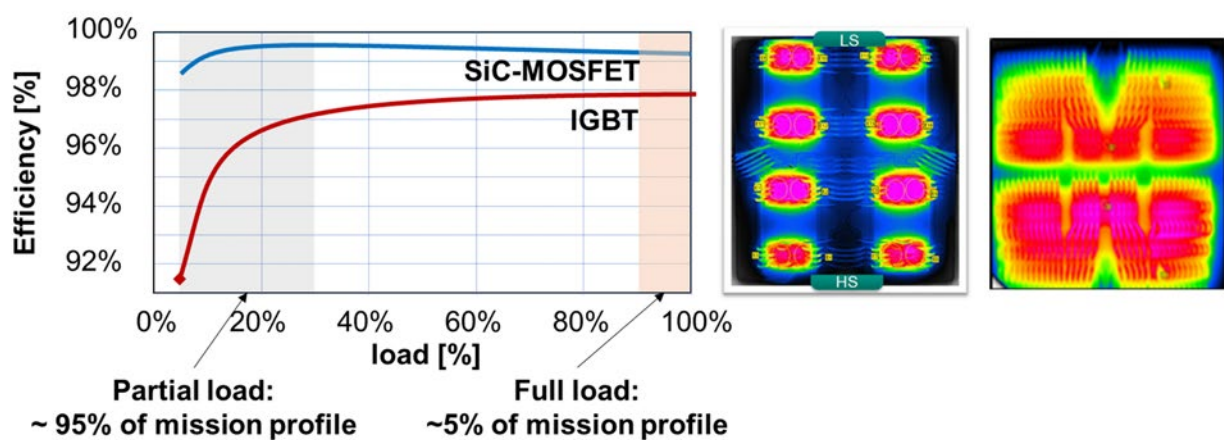 100%
98%
96%
94%
92%
Efficiency [%]
SiC-MOSFET
IGBT
0%
20%
40%
60%
80%
100%
load [%]
Partial load:
~ 95% of mission profile
Full load:
~5% of mission profile
LS
HS